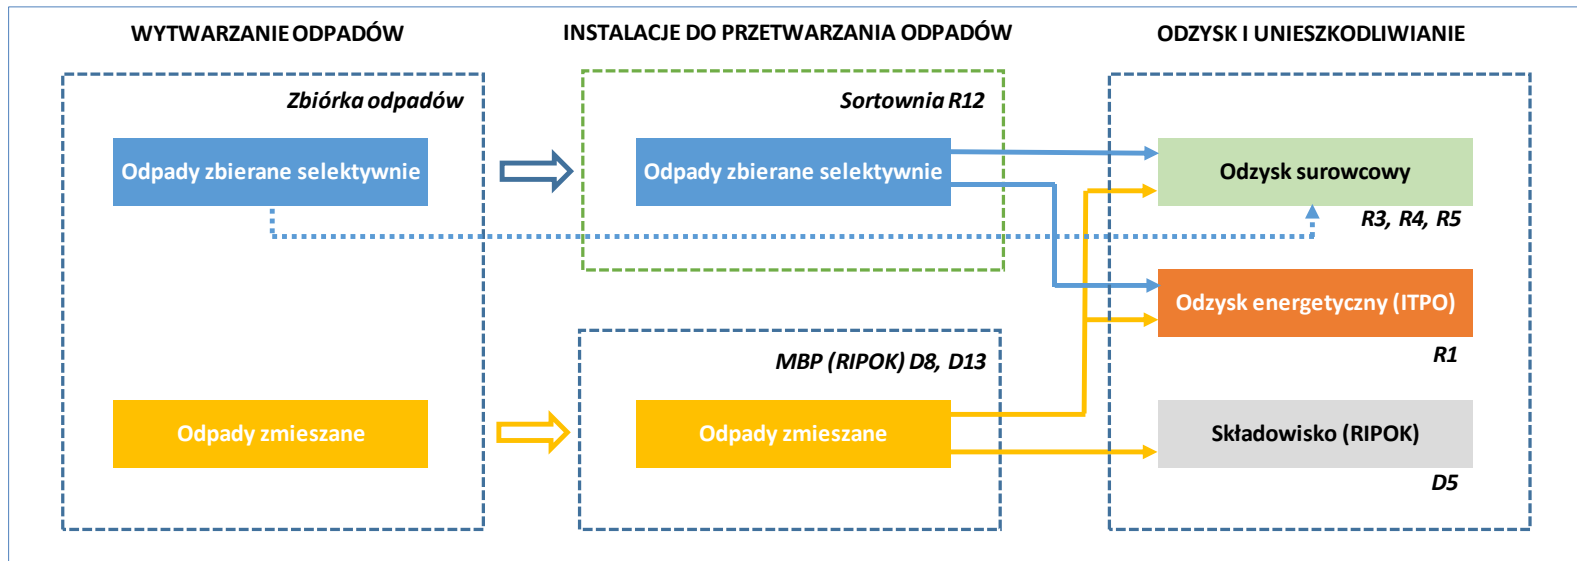 WYTWARZANIE ODPADÓW
INSTALACJE DO PRZETWARZANIA ODPADÓW
ODZYSK I UNIESZKODLIWIANIE
Zbiórka odpadów
Sortownia R12
Odpady zbierane selektywnie
Odpady zbierane selektywnie
Odzysk surowcowy
R3, R4, R5
Odzysk energetyczny (ITPO)
R1
MBP (RIPOK) D8, D13
Odpady zmieszane
Odpady zmieszane
Składowisko (RIPOK)
D5